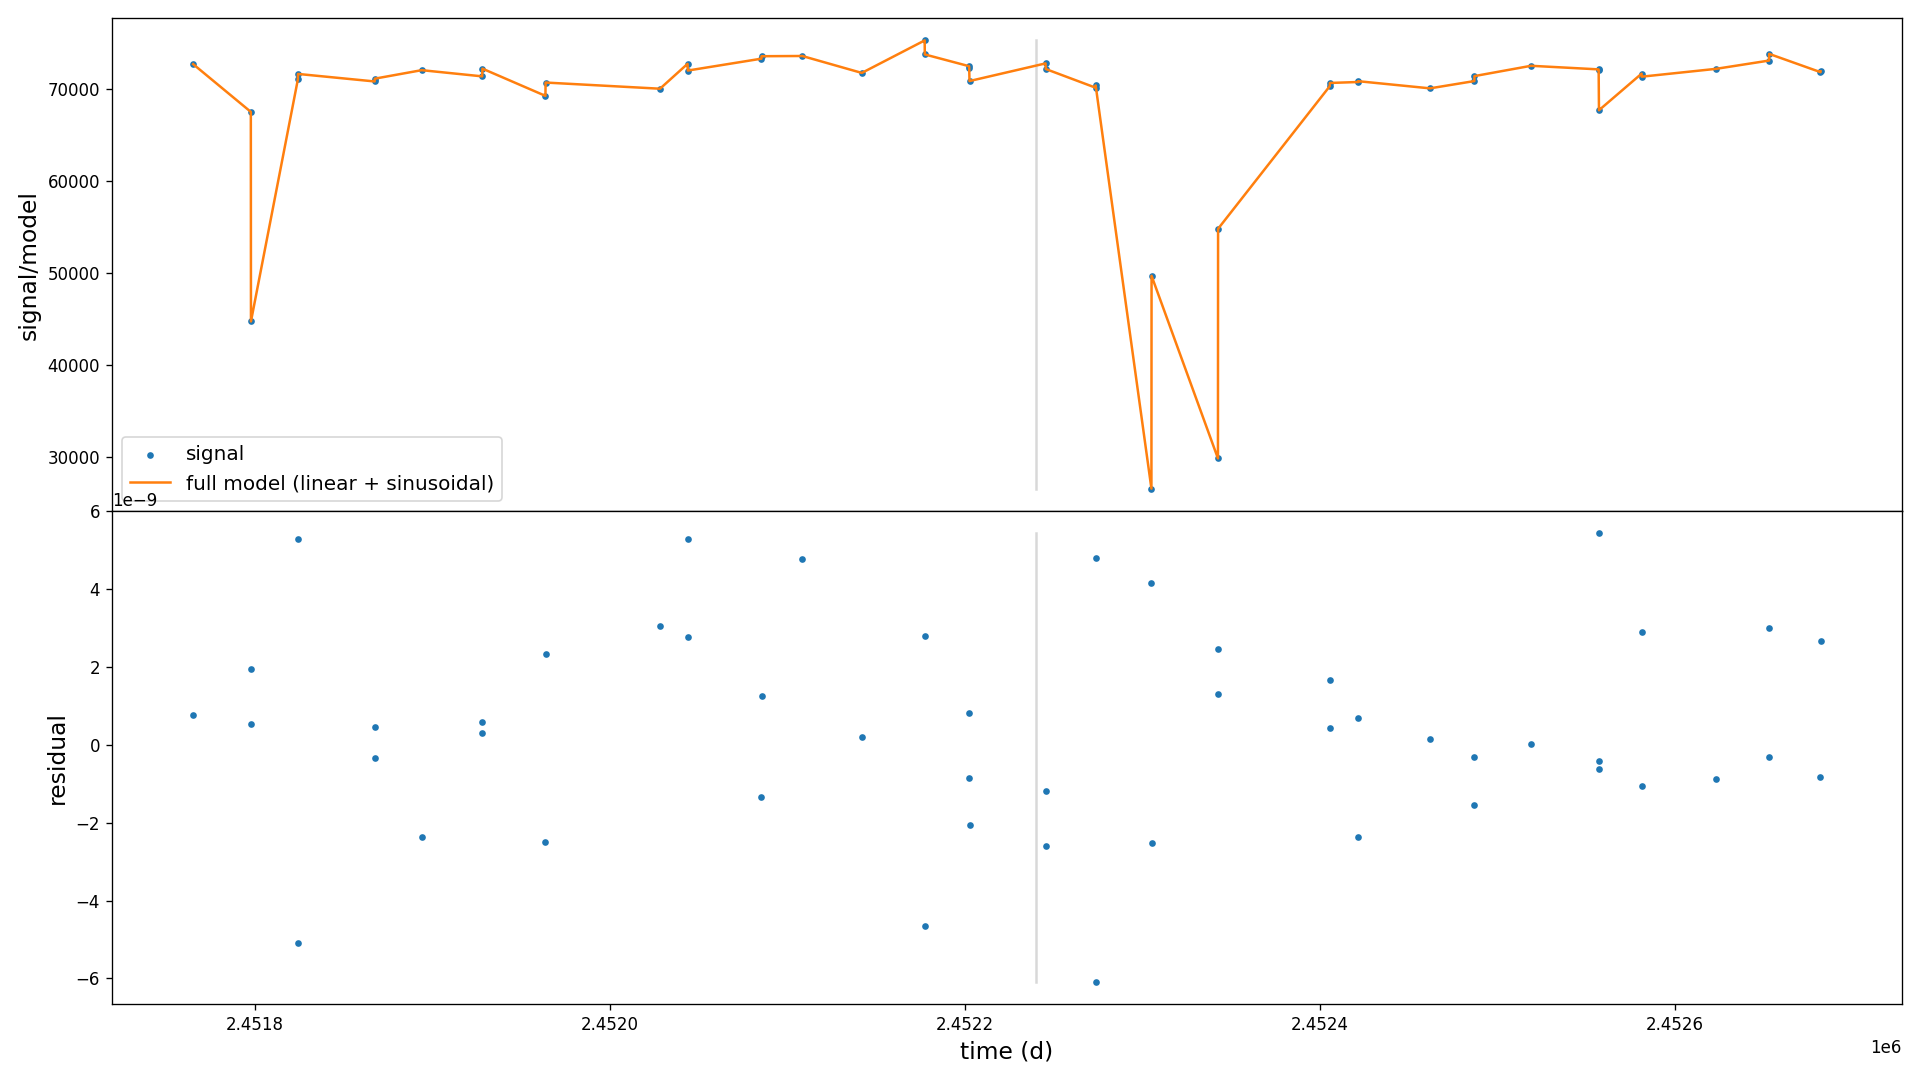 70000
60000
50000
40000
30000
signal/model
signal
full model (linear + sinusoidal)
1e−9
6
4
2
0
−2
−4
−6
residual
2.4518
2.4520
2.4522
2.4524
2.4526
time (d)
1e6